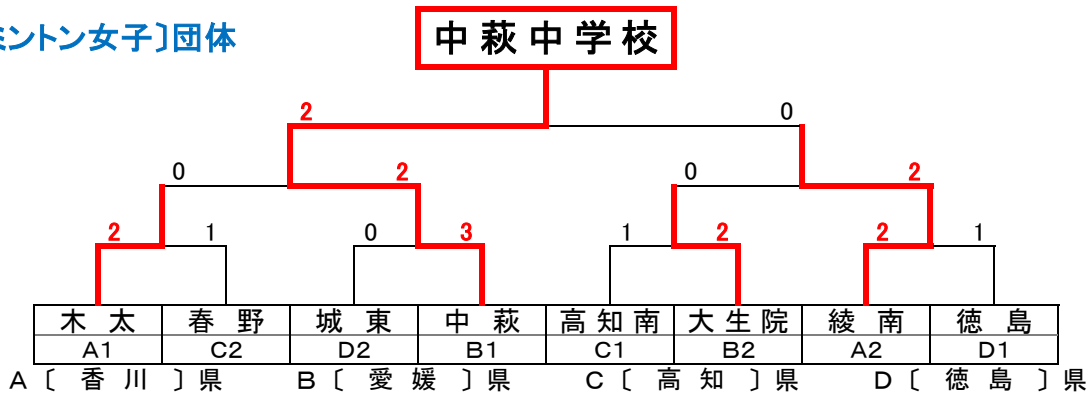 ミントン女子〕団体
中萩中学校
2 0
0 2 0 2
2 1 0 3 1 2 2 1
木太 春野 城東 中萩 高知南 大生院 綾南 徳島
A1 C2 D2 B1 C1 B2 A2 D1
A〔 香川 〕県 B〔 愛媛 〕県 C〔 高知 〕県 D〔 徳島 〕県